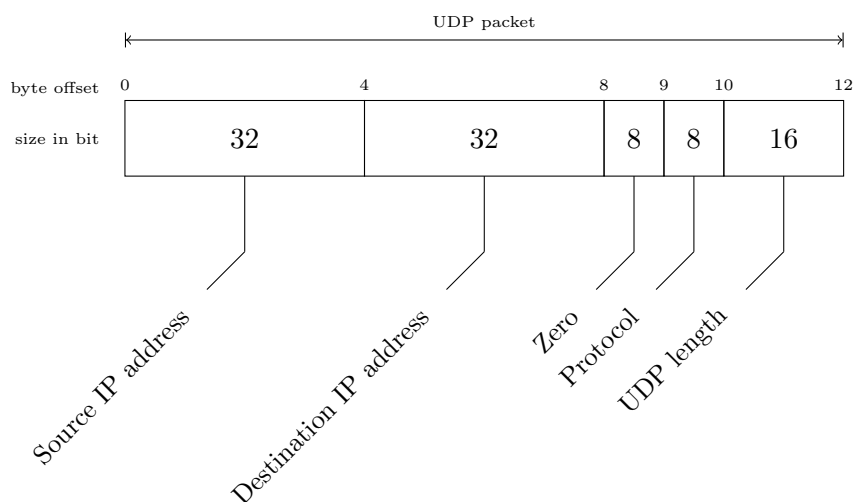 UDP packet
byte offset 0 4 8 9 10 12
size in bit 32 32 8 8 16
Source IP address
Destination IP address
Zero
Protocol
UDP length